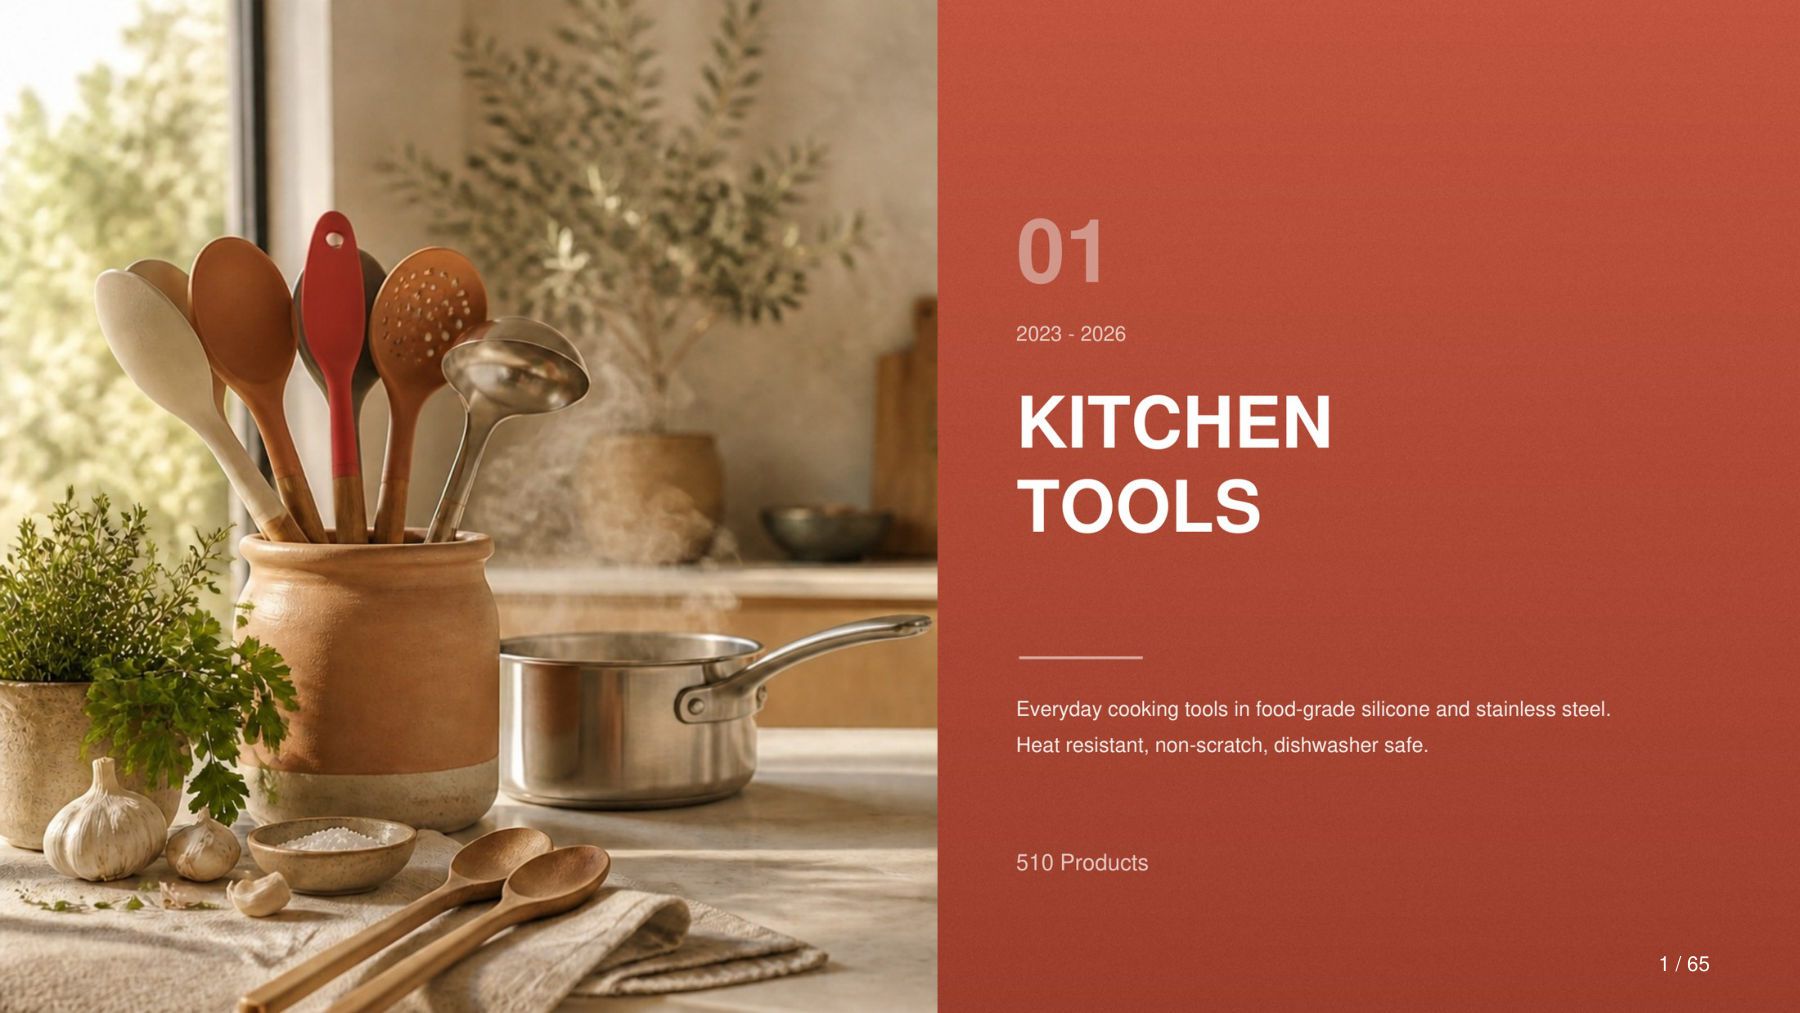 01
2023 - 2026
KITCHEN
TOOLS
Everyday cooking tools in food-grade silicone and stainless steel.
Heat resistant, non-scratch, dishwasher safe.
510 Products
1 / 65